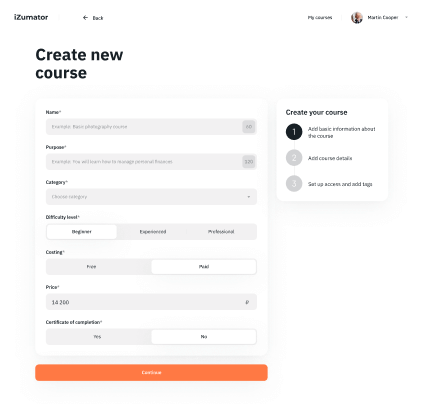 iZumator
← Back
My courses
Martin Cooper
Create new
course
Name*
Example: Basic photography course
50
Purpose*
Example: You will learn how to manage personal finances
100
Category*
Choose category
Difficulty level*
Beginner Experienced Professional
Costing*
Free Paid
Price*
14 200 ₽
Certificate of completion*
Yes No
Continue
Create your course
1 Add basic information about
the course
2 Add course details
3 Set up access and add tags